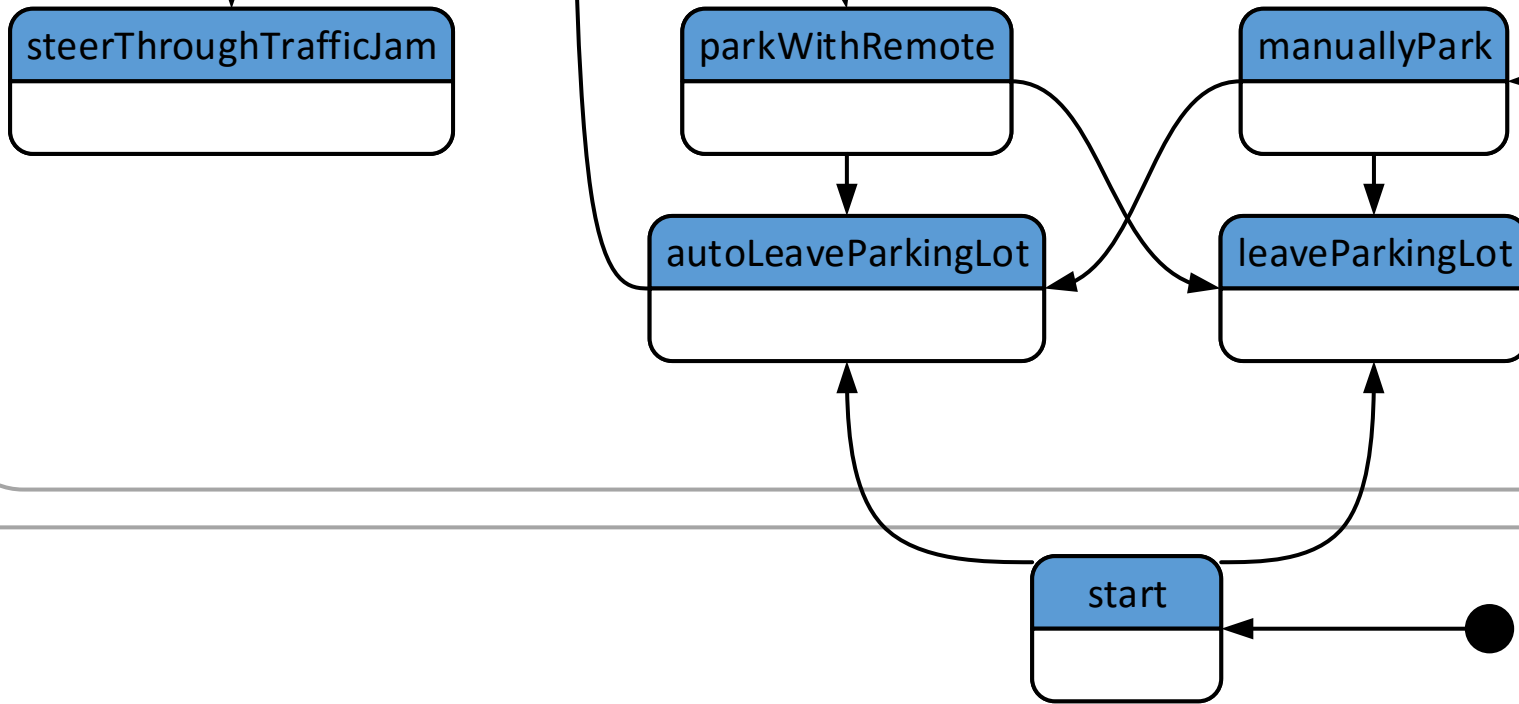 steerThroughTrafficJam
parkWithRemote
manuallyPark
autoLeaveParkingLot
leaveParkingLot
start